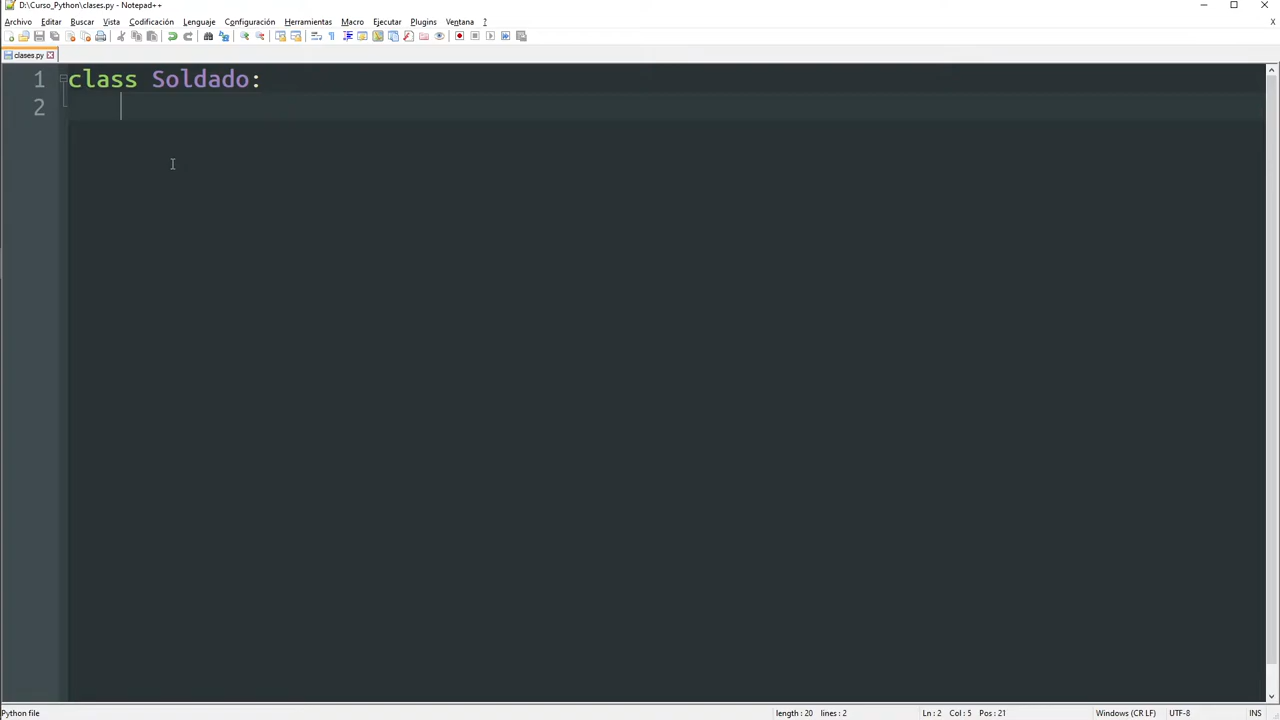 D:\Curso_Python\clases.py - Notepad++
Archivo Editar Buscar Vista Codificación Lenguaje Configuración Herramientas Macro Ejecutar Plugins Ventana ?
X
clases.py
1 class Soldado:
2
Python file length : 20 lines : 2 Ln : 2 Col : 5 Pos : 21 Windows (CR LF) UTF-8 INS